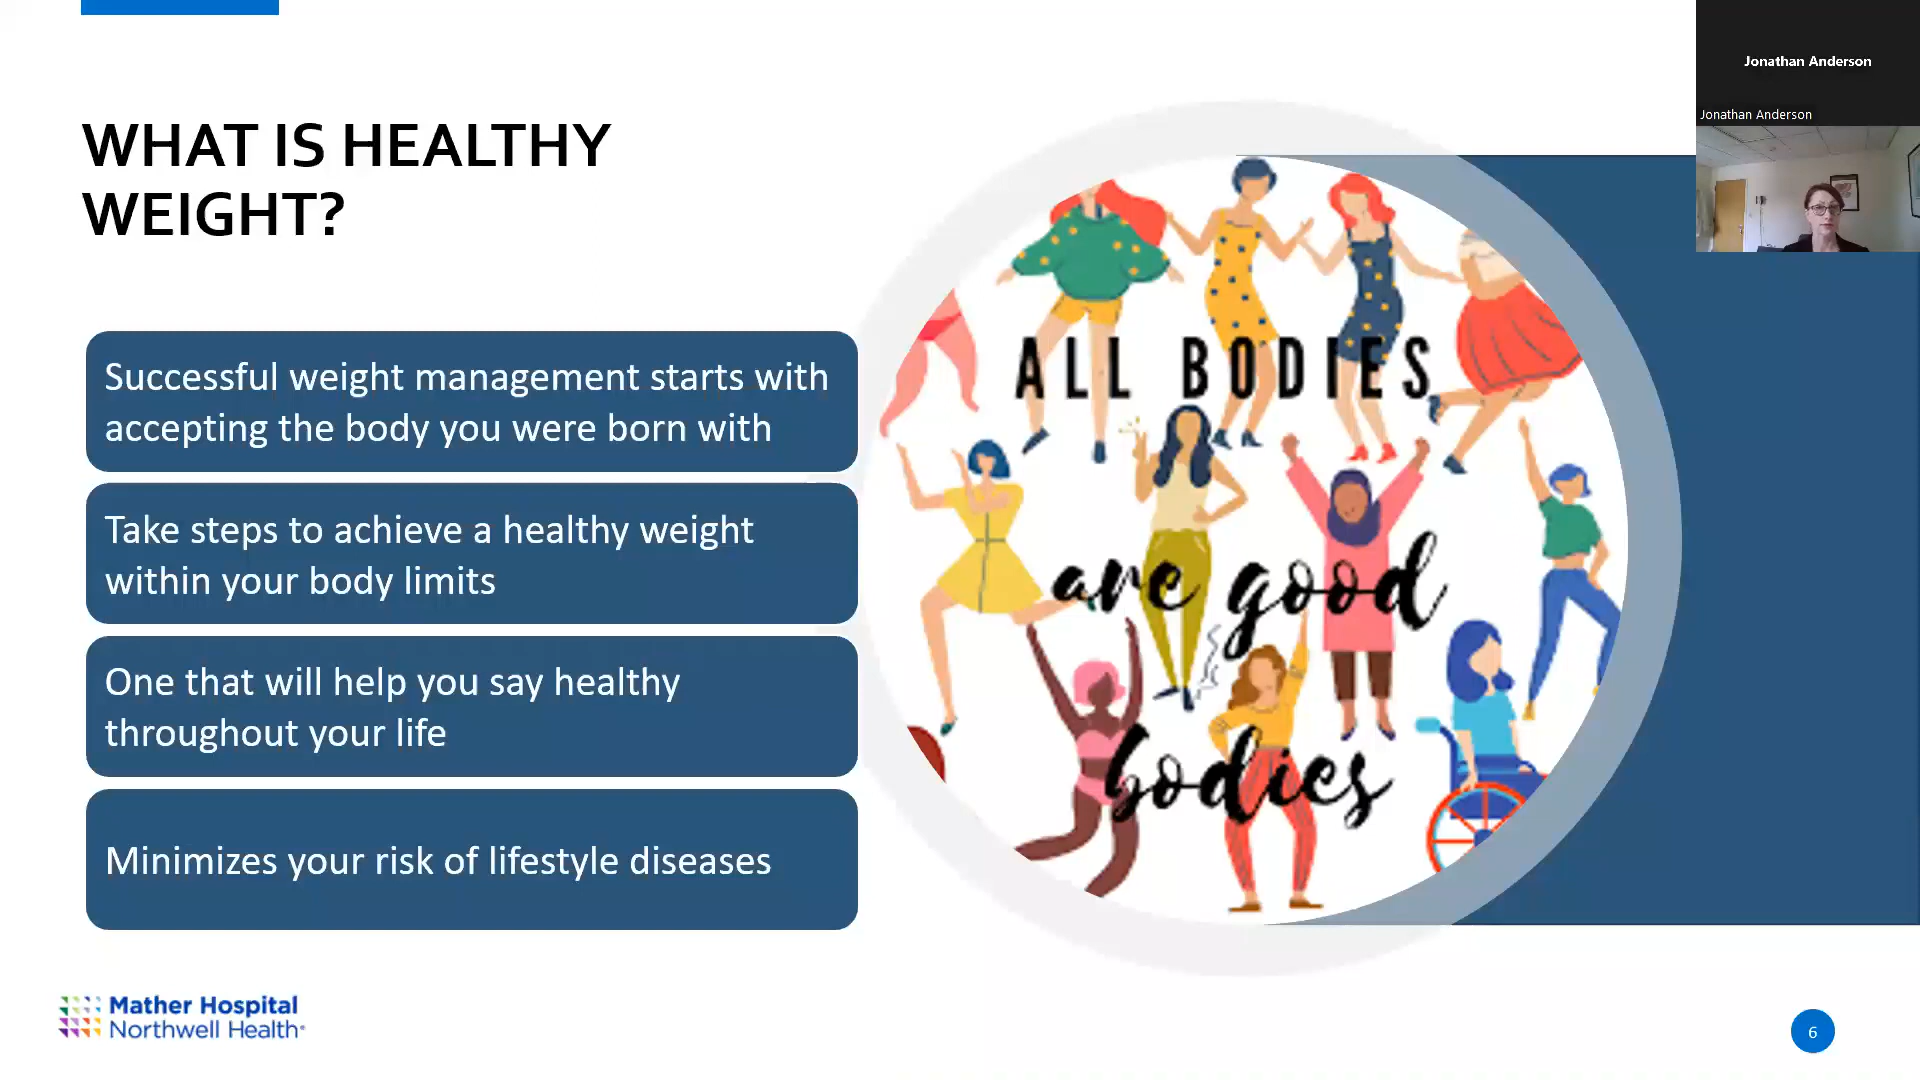 Jonathan Anderson
Jonathan Anderson
WHAT IS HEALTHY
WEIGHT?
Successful weight management starts with
accepting the body you were born with
Take steps to achieve a healthy weight
within your body limits
One that will help you say healthy
throughout your life
Minimizes your risk of lifestyle diseases
ALL BODIES
are good
bodies
Mather Hospital
Northwell Health®
6